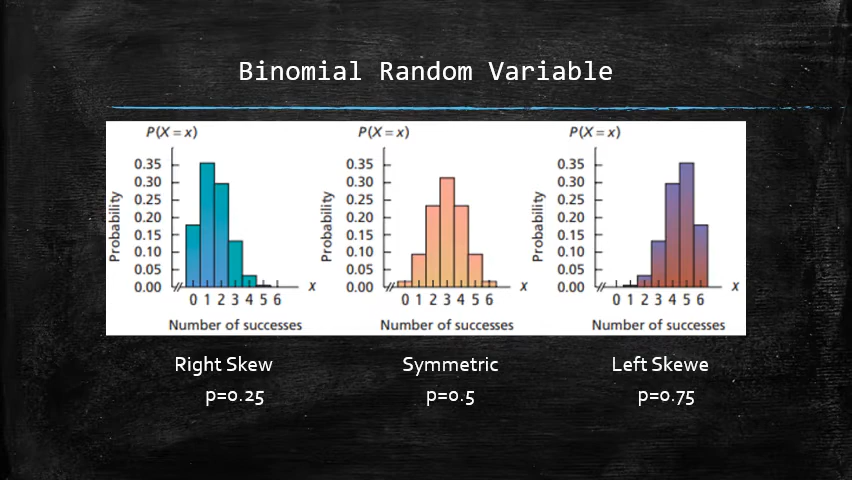 Binomial Random Variable
P(X = x) P(X = x) P(X = x)
0.35 0.35 0.35
0.30 0.30 0.30
0.25 0.25 0.25
0.20 0.20 0.20
0.15 0.15 0.15
0.10 0.10 0.10
0.05 0.05 0.05
0.00 0.00 0.00
Probability Probability Probability
0 1 2 3 4 5 6 x 0 1 2 3 4 5 6 x 0 1 2 3 4 5 6 x
Number of successes Number of successes Number of successes
Right Skew Symmetric Left Skewe
p=0.25 p=0.5 p=0.75